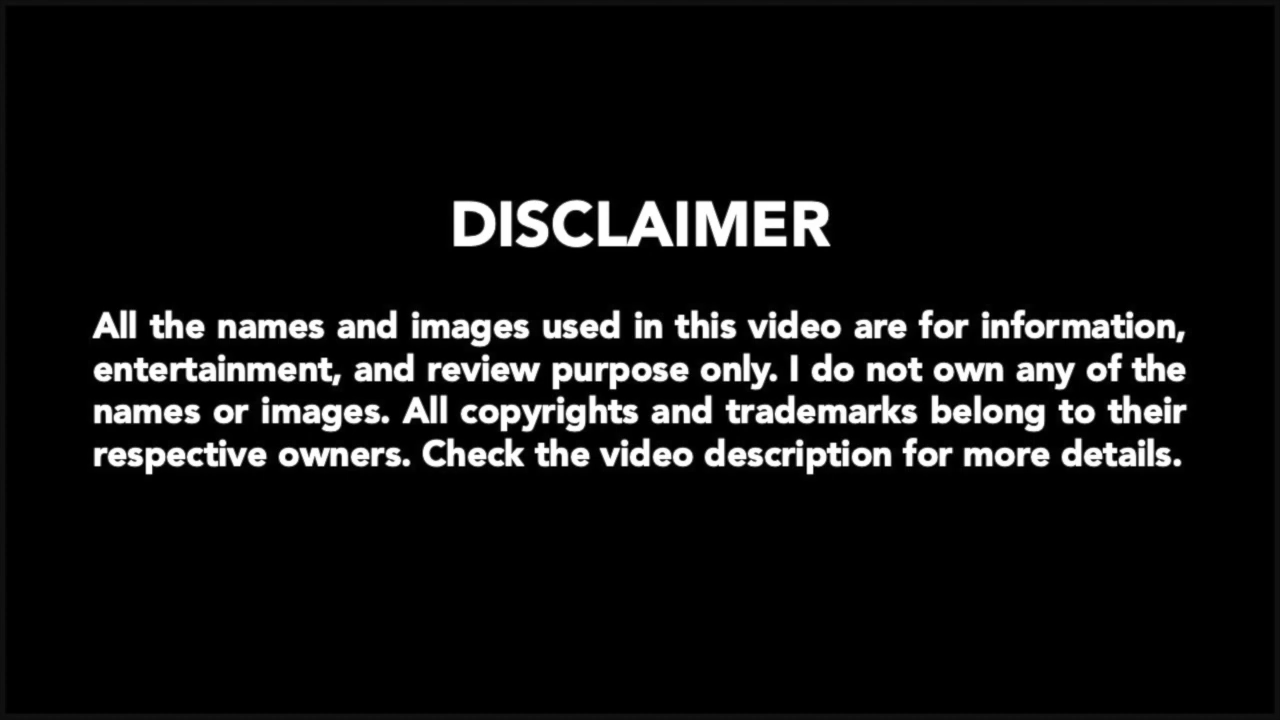 DISCLAIMER
All the names and images used in this video are for information,
entertainment, and review purpose only. I do not own any of the
names or images. All copyrights and trademarks belong to their
respective owners. Check the video description for more details.